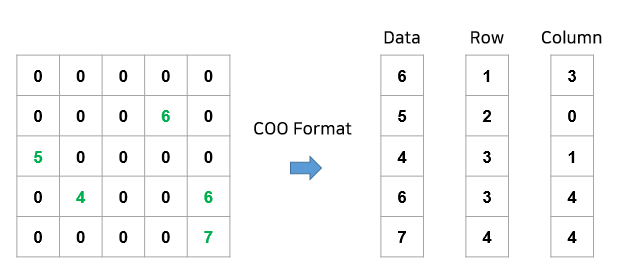 Data Row Column
0 0 0 0 0
0 0 0 6 0
5 0 0 0 0
0 4 0 0 6
0 0 0 0 7
COO Format
6 1 3
5 2 0
4 3 1
6 3 4
7 4 4